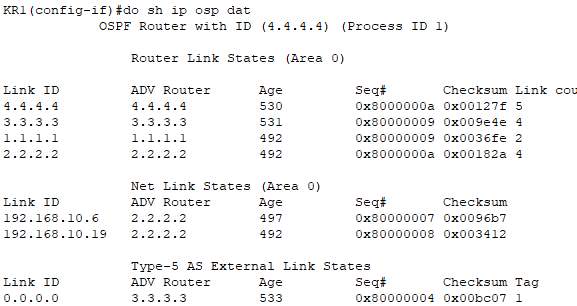 KR1(config-if)#do sh ip osp dat
OSPF Router with ID (4.4.4.4) (Process ID 1)
Router Link States (Area 0)
Link ID ADV Router Age Seq# Checksum Link cou
4.4.4.4 4.4.4.4 530 0x8000000a 0x00127f 5
3.3.3.3 3.3.3.3 531 0x80000009 0x009e4e 4
1.1.1.1 1.1.1.1 492 0x80000009 0x0036fe 2
2.2.2.2 2.2.2.2 492 0x8000000a 0x00182a 4
Net Link States (Area 0)
Link ID ADV Router Age Seq# Checksum
192.168.10.6 2.2.2.2 497 0x80000007 0x0096b7
192.168.10.19 2.2.2.2 492 0x80000008 0x003412
Type-5 AS External Link States
Link ID ADV Router Age Seq# Checksum Tag
0.0.0.0 3.3.3.3 533 0x80000004 0x00bc07 1